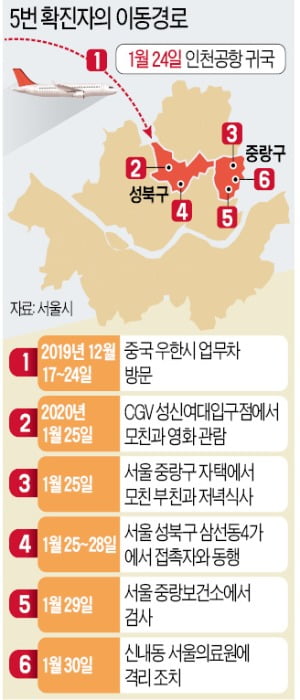 5번 확진자의 이동경로
1
1월 24일 인천공항 귀국
중랑구
3
2
6
성북구
4
5
자료: 서울시
1
2019년 12월
17~24일
중국 우한시 업무차
방문
2
2020년
1월 25일
CGV 성신여대입구점에서
모친과 영화 관람
3
1월 25일
서울 중랑구 자택에서
모친 부친과 저녁식사
4
1월 25~28일
서울 성북구 삼선동4가
에서 접촉자와 동행
5
1월 29일
서울 중랑보건소에서
검사
6
1월 30일
신내동 서울의료원에
격리 조치